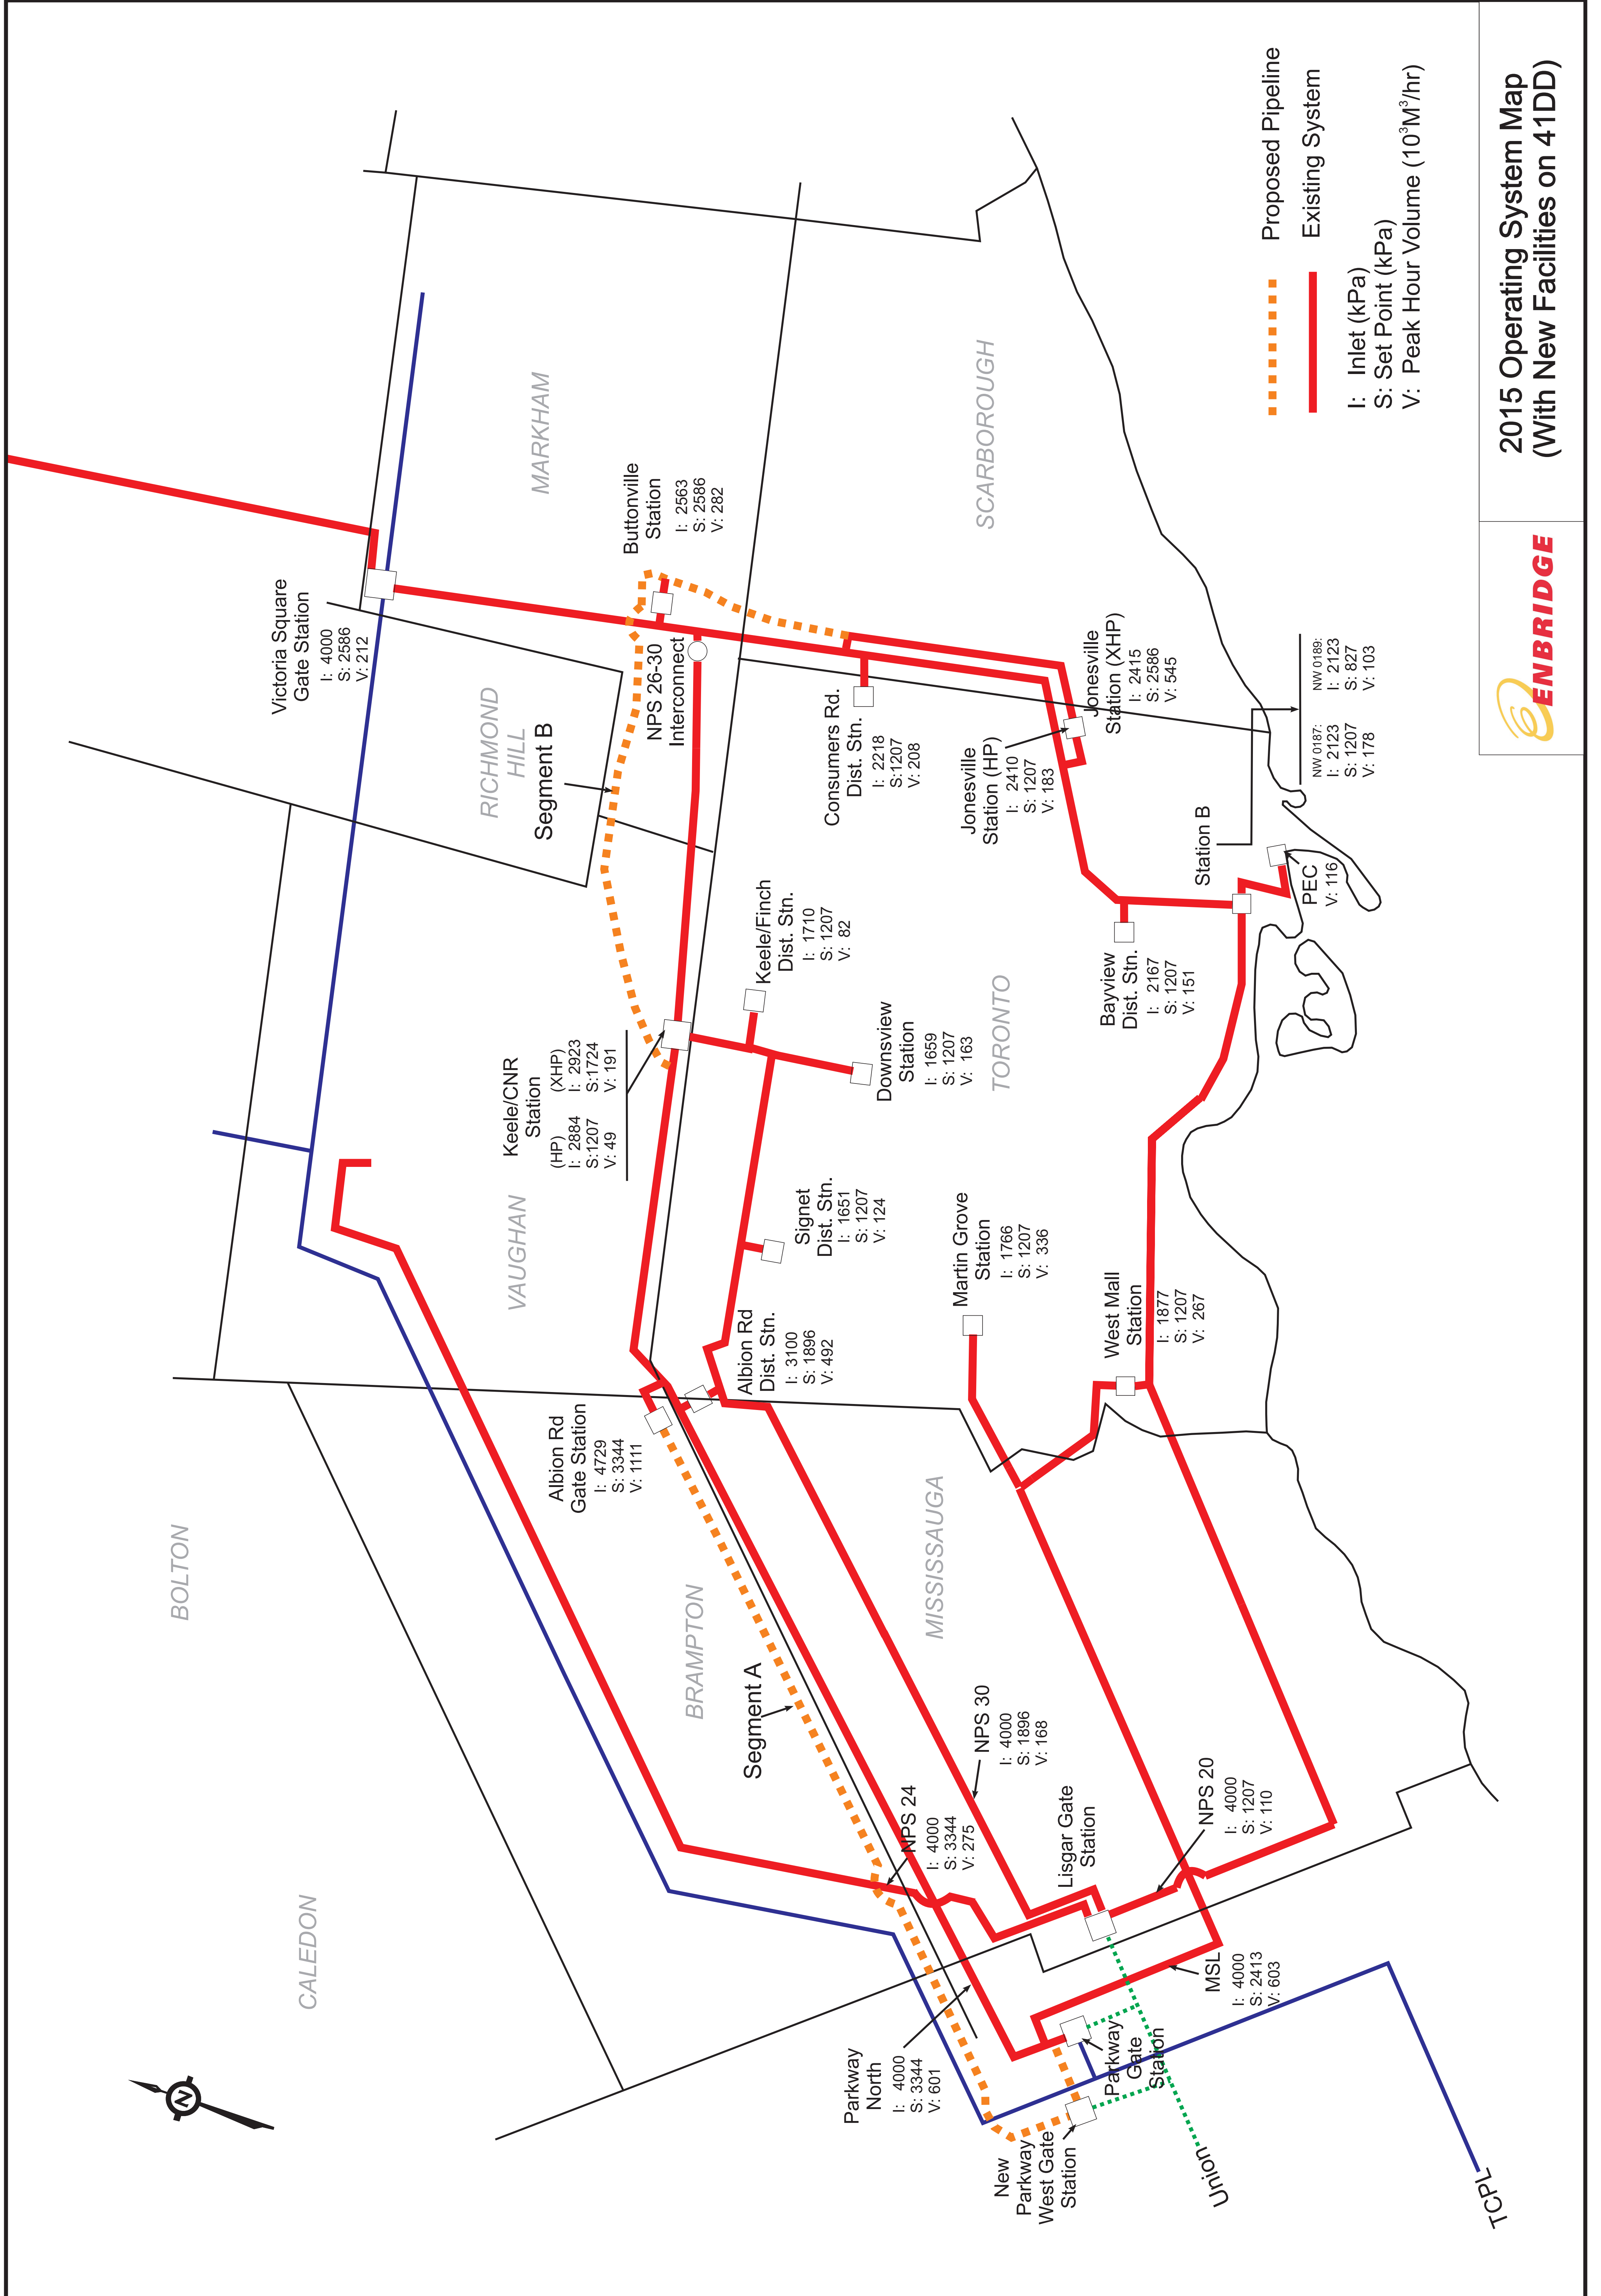 BOLTON
CALEDON
VAUGHAN
RICHMOND
HILL
MARKHAM
BRAMPTON
MISSISSAUGA
TORONTO
SCARBOROUGH
N
Victoria Square
Gate Station
I: 4000
S: 2586
V: 212
Buttonville
Station
I: 2563
S: 2586
V: 282
NPS 26-30
Interconnect
Segment B
Keele/CNR
Station
(HP)
I: 2884
S:1207
V: 49
(XHP)
I: 2923
S:1724
V: 191
Keele/Finch
Dist. Stn.
I: 1710
S: 1207
V: 82
Downsview
Station
I: 1659
S: 1207
V: 163
Consumers Rd.
Dist. Stn.
I: 2218
S:1207
V: 208
Jonesville
Station (HP)
I: 2410
S: 1207
V: 183
Jonesville
Station (XHP)
I: 2415
S: 2586
V: 545
Signet
Dist. Stn.
I: 1651
S: 1207
V: 124
Albion Rd
Dist. Stn.
I: 3100
S: 1896
V: 492
Albion Rd
Gate Station
I: 4729
S: 3344
V: 1111
Martin Grove
Station
I: 1766
S: 1207
V: 336
West Mall
Station
I: 1877
S: 1207
V: 267
Bayview
Dist. Stn.
I: 2167
S: 1207
V: 151
Station B
NW 0187:
I: 2123
S: 1207
V: 178
NW 0189:
I: 2123
S: 827
V: 103
PEC
V: 116
Segment A
NPS 24
I: 4000
S: 3344
V: 275
NPS 30
I: 4000
S: 1896
V: 168
Lisgar Gate
Station
NPS 20
I: 4000
S: 1207
V: 110
MSL
I: 4000
S: 2413
V: 603
Parkway
North
I: 4000
S: 3344
V: 601
Parkway
Gate
Station
New
Parkway
West Gate
Station
Union
TCPL
Proposed Pipeline
Existing System
I: Inlet (kPa)
S: Set Point (kPa)
V: Peak Hour Volume (10³M³/hr)
ENBRIDGE
2015 Operating System Map
(With New Facilities on 41DD)